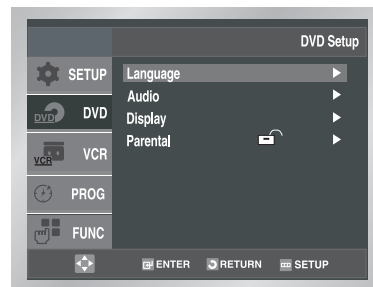 DVD Setup
SETUP
DVD DVD
VCR VCR
PROG
FUNC
Language
Audio
Display
Parental
ENTER RETURN SETUP